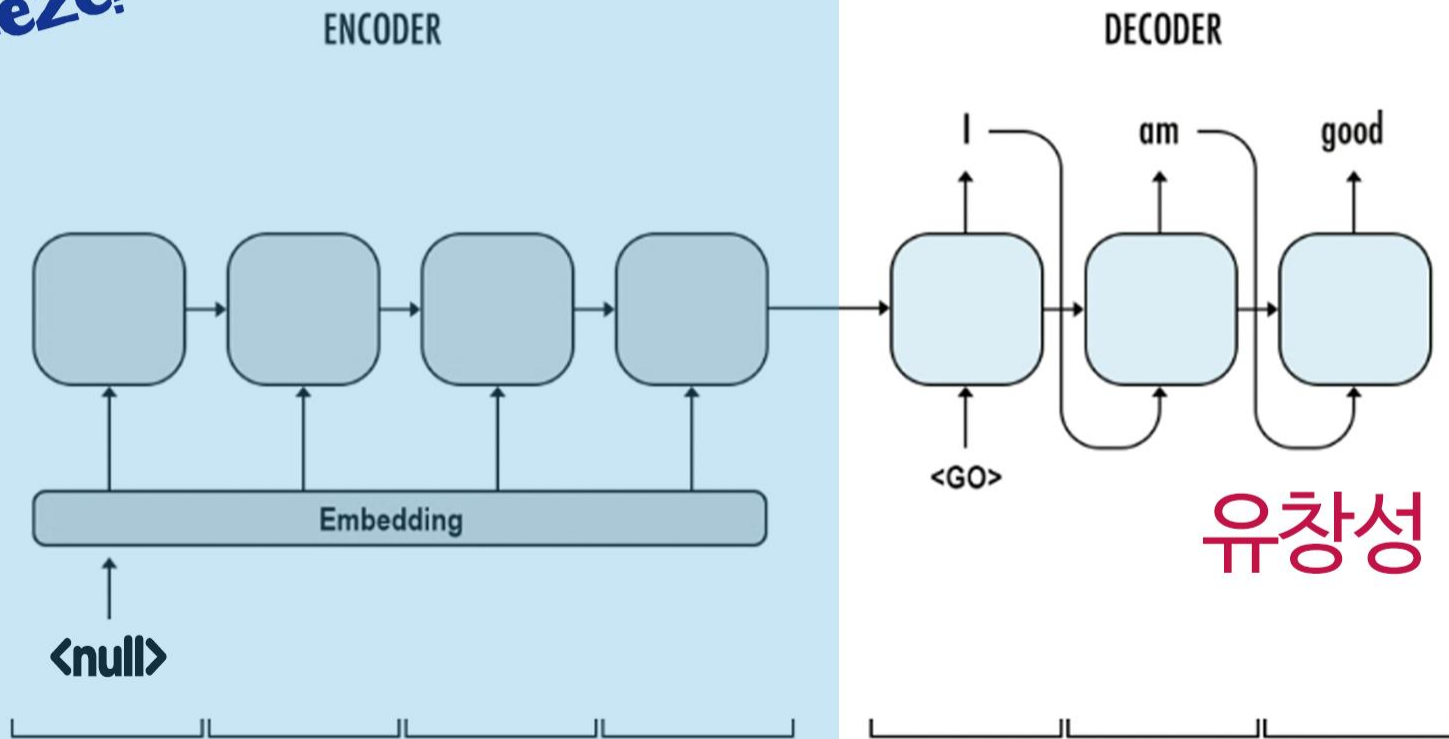 ENCODER
DECODER
I am good
Embedding
<GO>
유창성
<null>